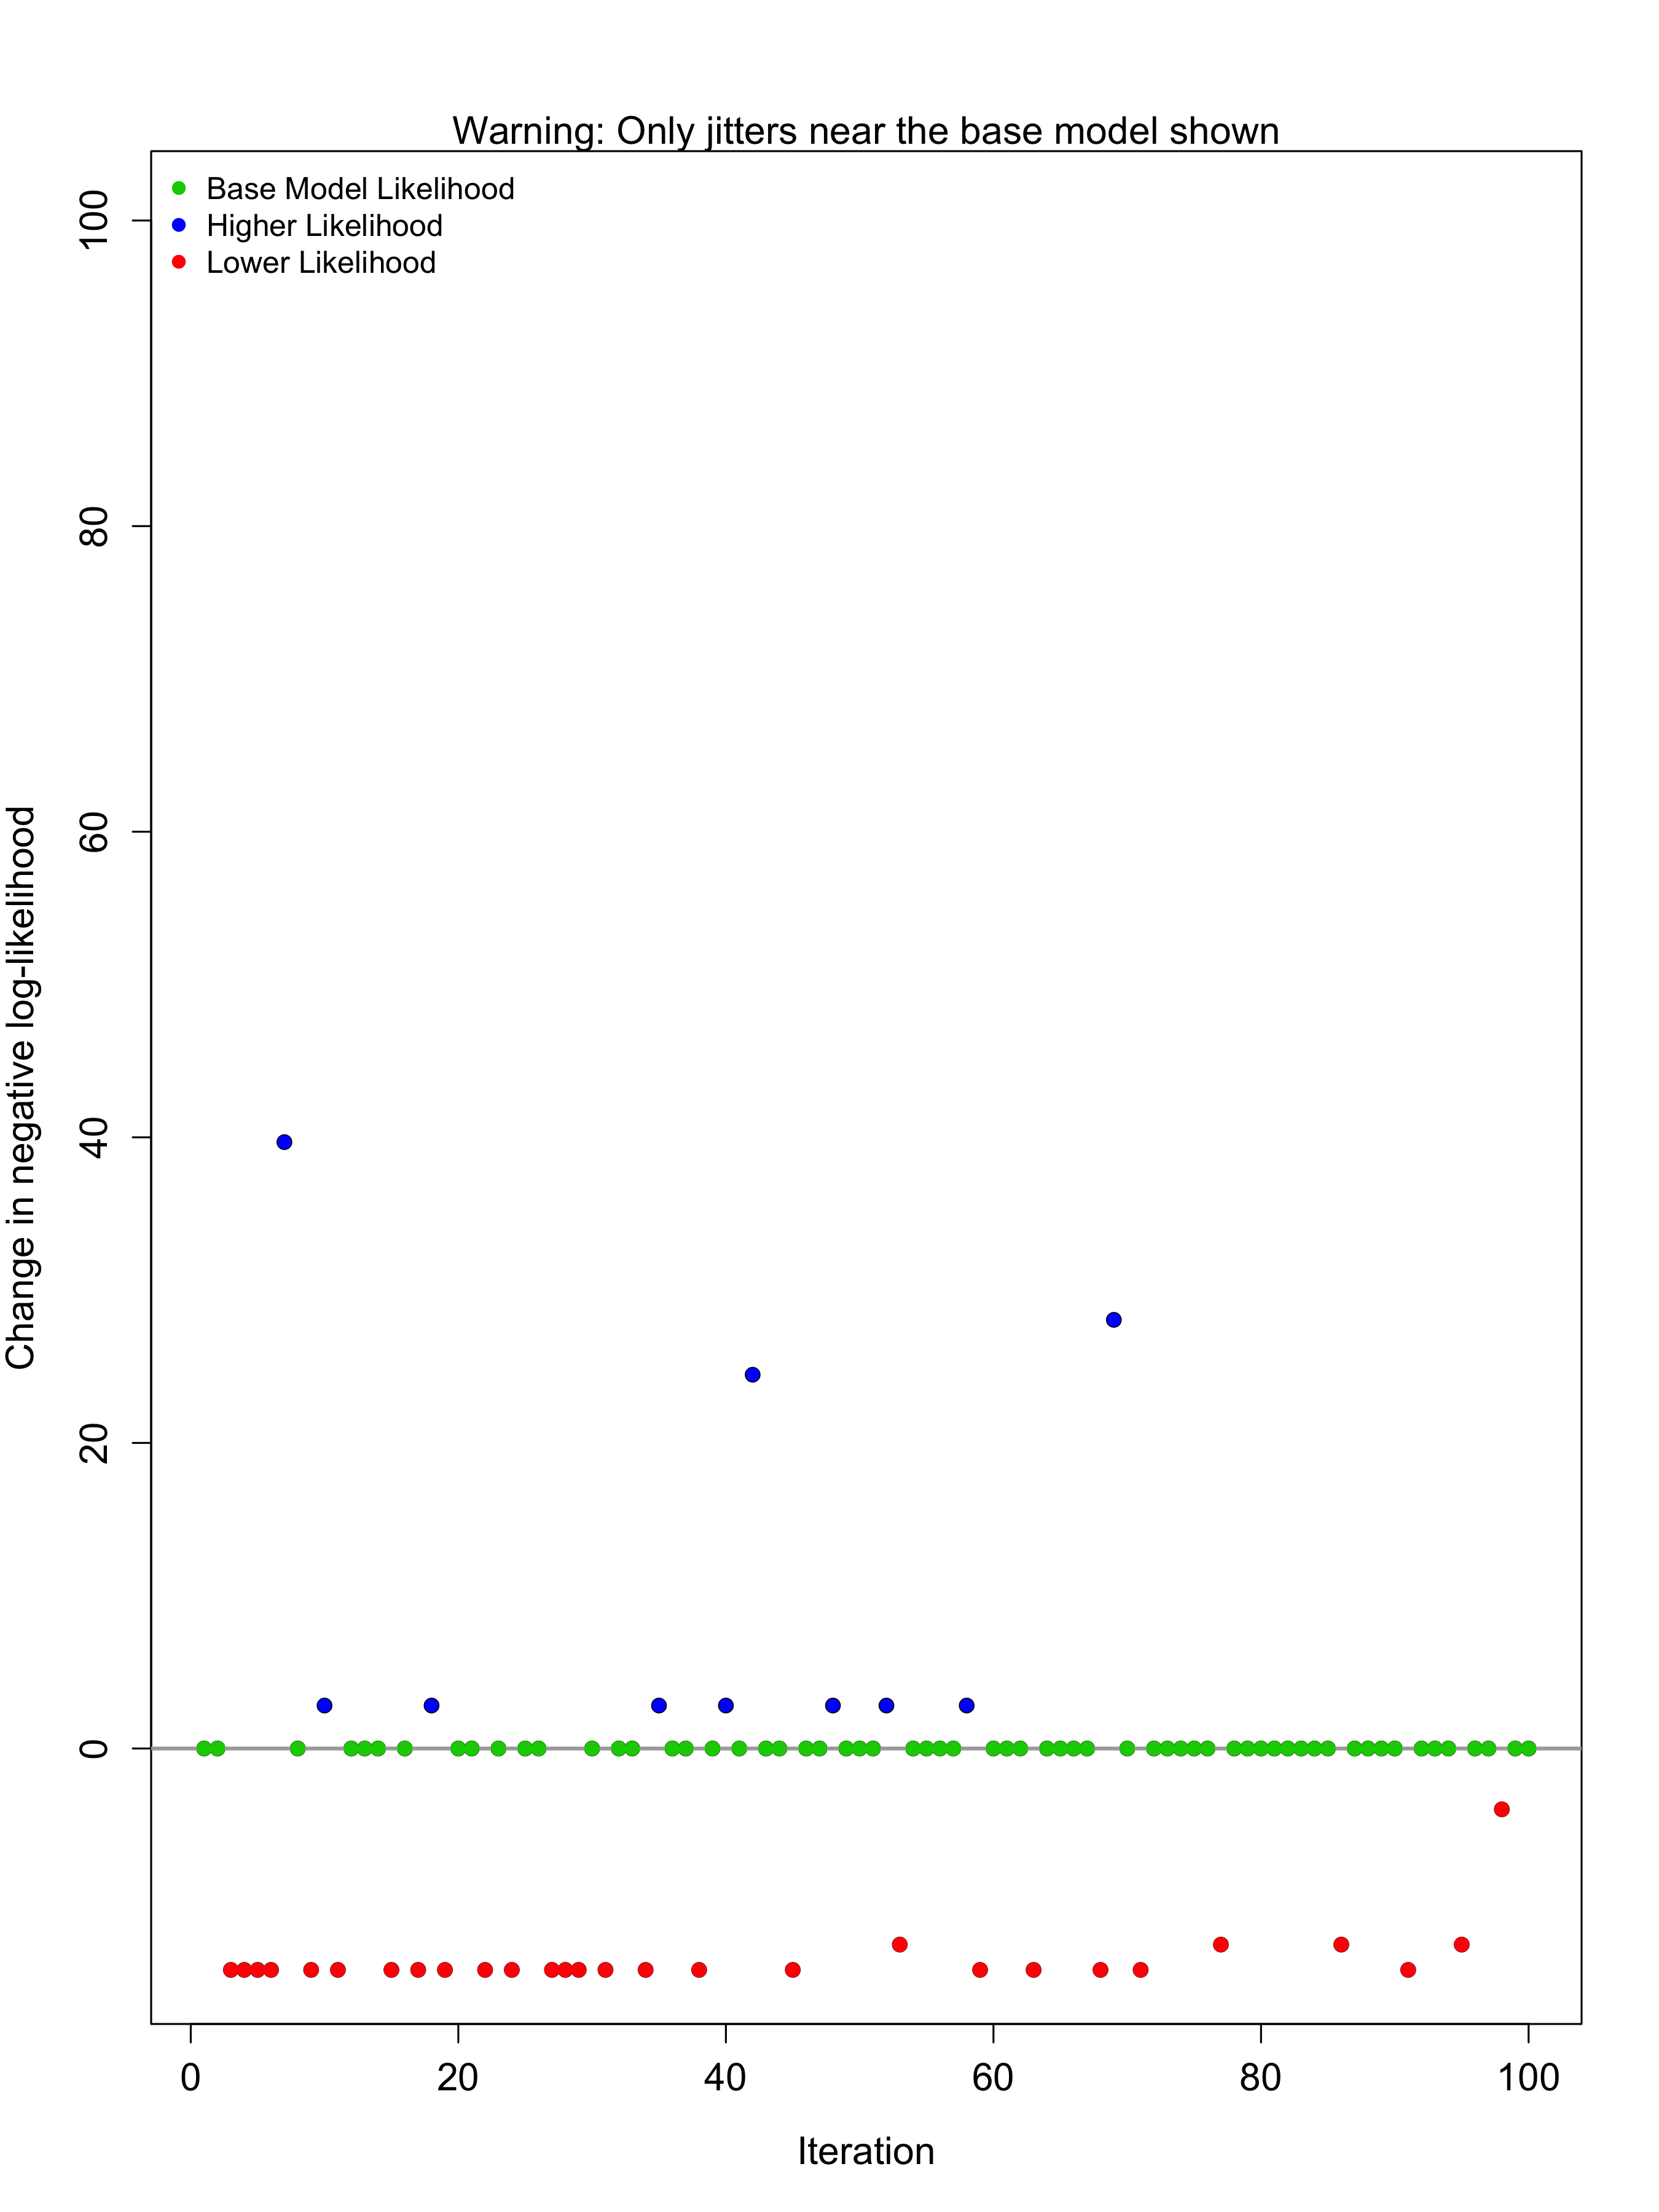 Warning: Only jitters near the base model shown
Base Model Likelihood
Higher Likelihood
Lower Likelihood
100
80
60
40
20
0
Change in negative log-likelihood
0 20 40 60 80 100
Iteration